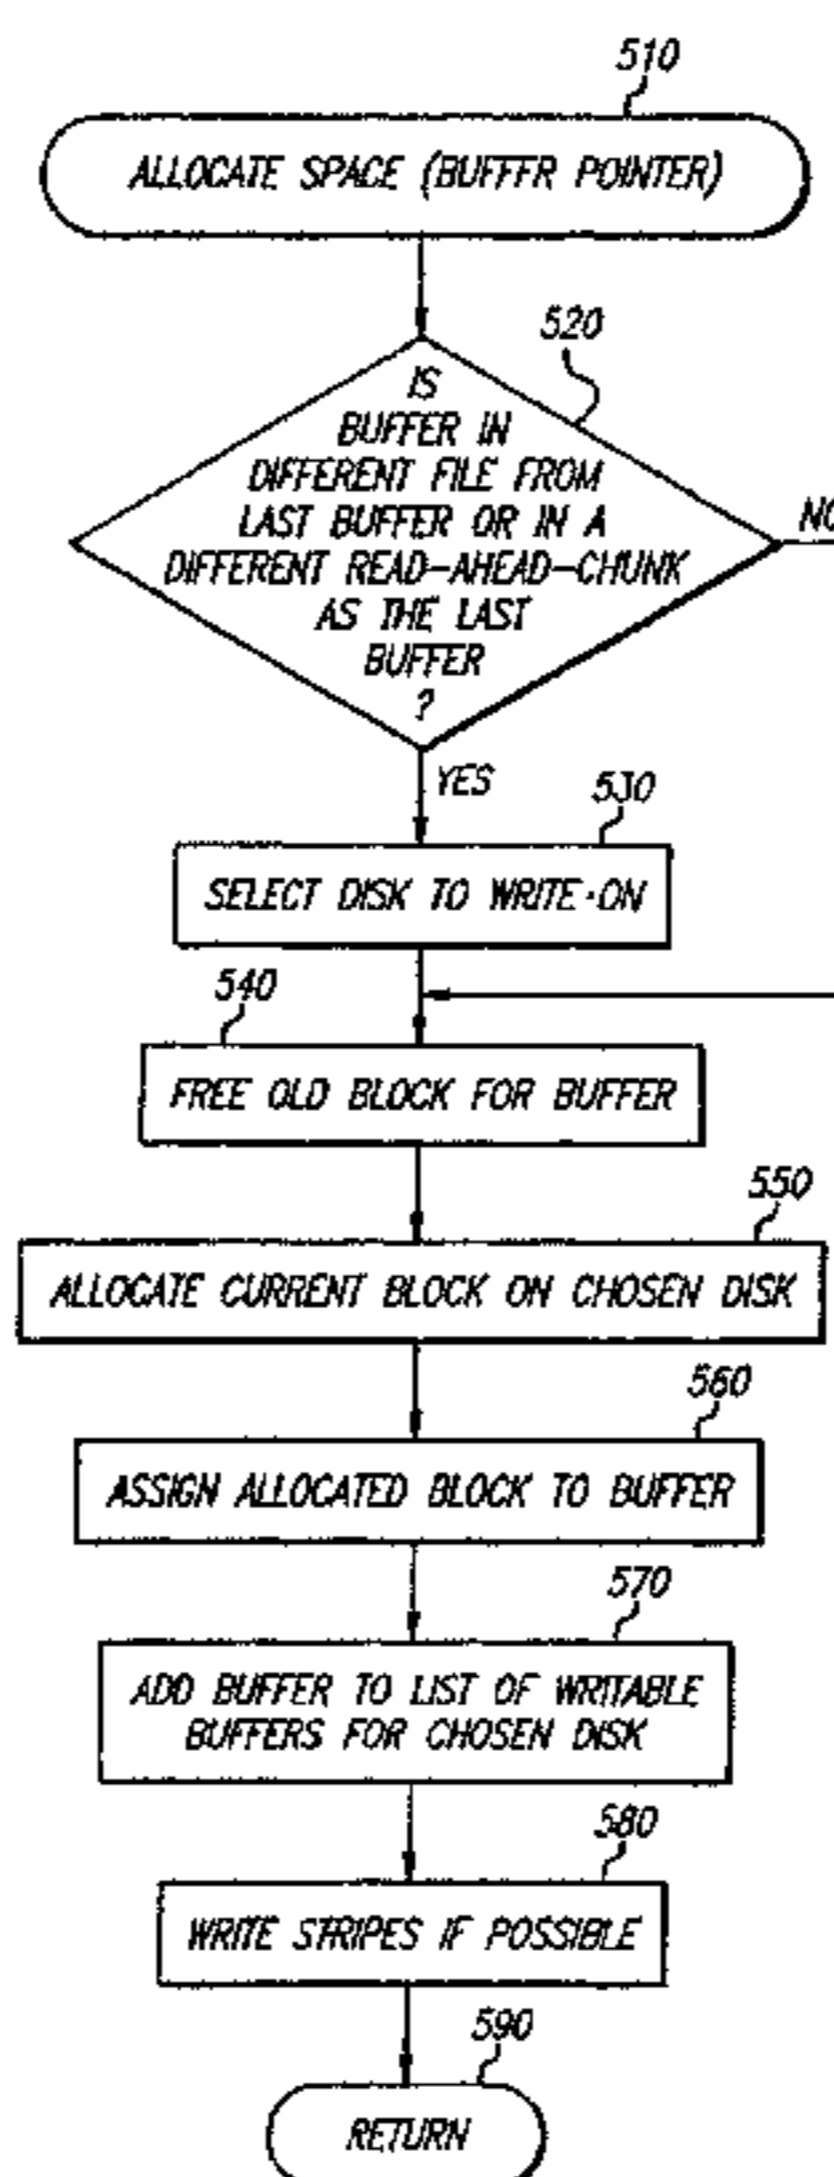 510
ALLOCATE SPACE (BUFFFR POINTER)
520
IS
BUFFER IN
DIFFERENT FILE FROM
LAST BUFFER OR IN A
DIFFERENT READ-AHEAD-CHUNK
AS THE LAST
BUFFER
?
NO
YES
530
SELECT DISK TO WRITE-ON
540
FREE OLD BLOCK FOR BUFFER
550
ALLOCATE CURRENT BLOCK ON CHOSEN DISK
560
ASSIGN ALLOCATED BLOCK TO BUFFER
570
ADD BUFFER TO LIST OF WRITABLE
BUFFERS FOR CHOSEN DISK
580
WRITE STRIPES IF POSSIBLE
590
RETURN